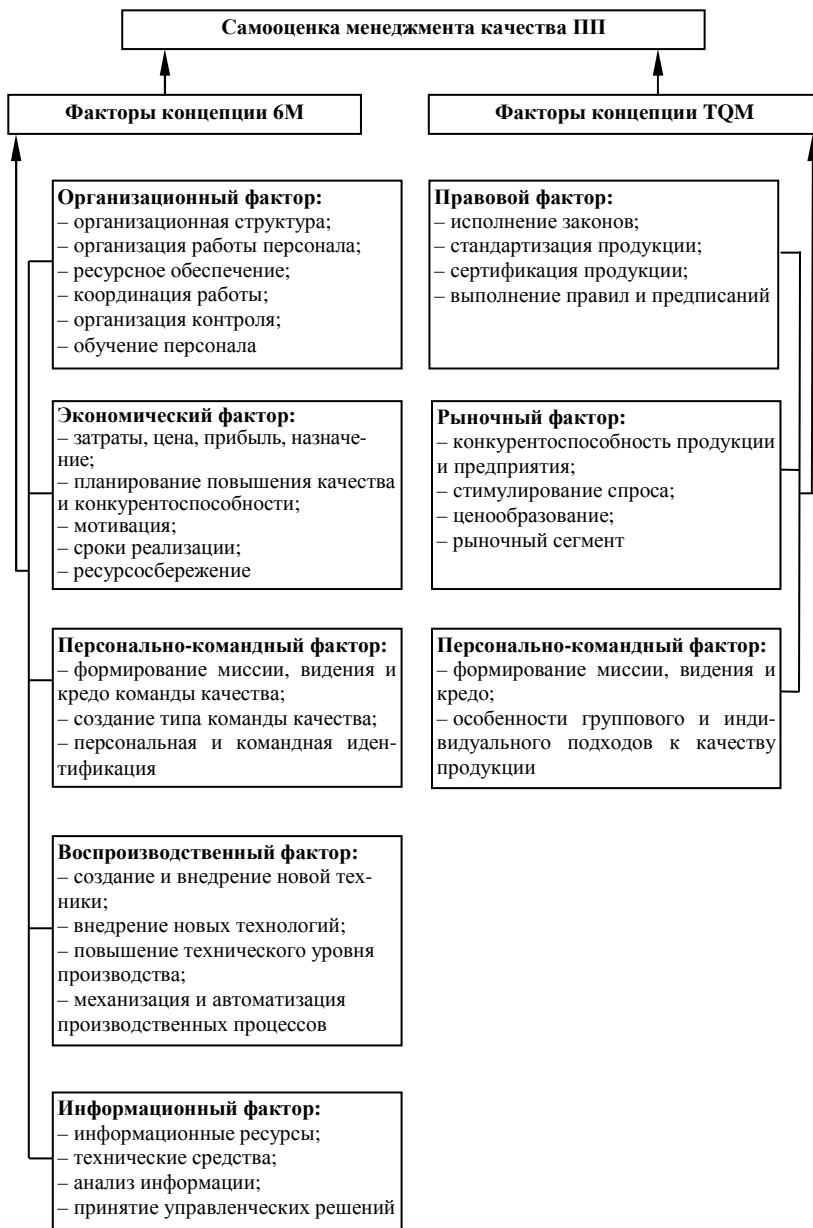 Самооценка менеджмента качества ПП
Факторы концепции 6М
Факторы концепции TQM
Организационный фактор:
– организационная структура;
– организация работы персонала;
– ресурсное обеспечение;
– координация работы;
– организация контроля;
– обучение персонала
Экономический фактор:
– затраты, цена, прибыль, назначе-
ние;
– планирование повышения качества
и конкурентоспособности;
– мотивация;
– сроки реализации;
– ресурсосбережение
Персонально-командный фактор:
– формирование миссии, видения и
кредо команды качества;
– создание типа команды качества;
– персональная и командная иден-
тификация
Воспроизводственный фактор:
– создание и внедрение новой тех-
ники;
– внедрение новых технологий;
– повышение технического уровня
производства;
– механизация и автоматизация
производственных процессов
Информационный фактор:
– информационные ресурсы;
– технические средства;
– анализ информации;
– принятие управленческих решений
Правовой фактор:
– исполнение законов;
– стандартизация продукции;
– сертификация продукции;
– выполнение правил и предписаний
Рыночный фактор:
– конкурентоспособность продукции
и предприятия;
– стимулирование спроса;
– ценообразование;
– рыночный сегмент
Персонально-командный фактор:
– формирование миссии, видения и
кредо;
– особенности группового и инди-
видуального подходов к качеству
продукции